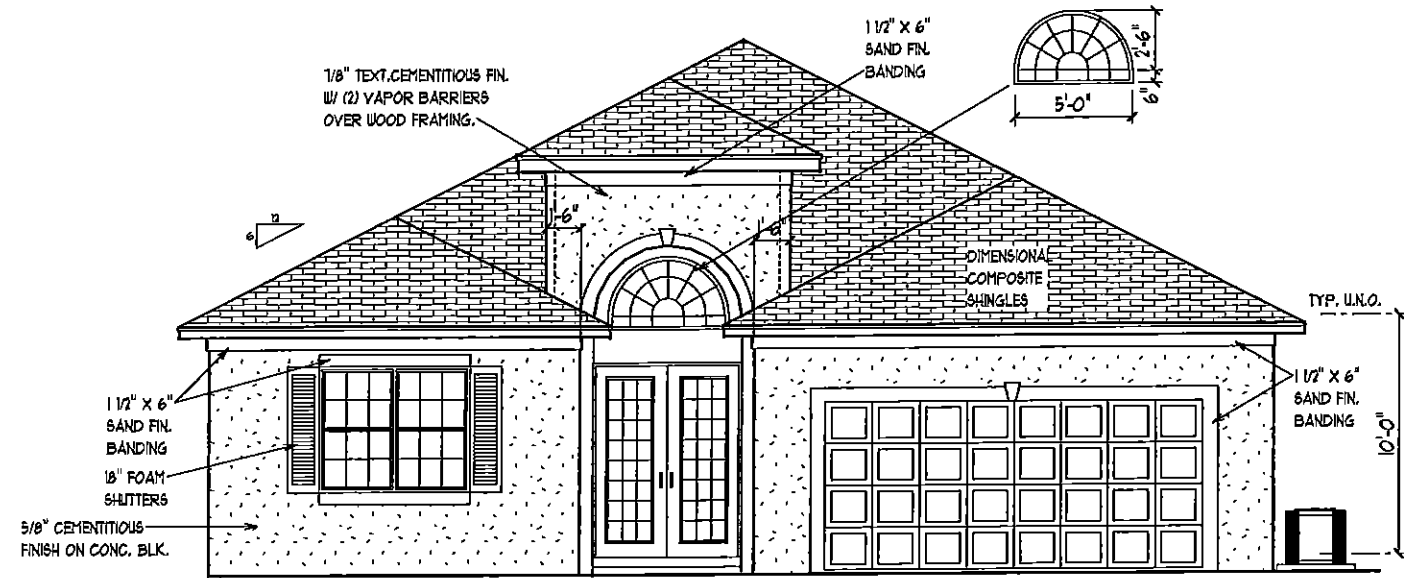 1 1/2" X 6"
SAND FIN.
BANDING
2'-6"
6"
5'-0"
7/8" TEXT.CEMENTITIOUS FIN.
W/ (2) VAPOR BARRIERS
OVER WOOD FRAMING.
12
6
1'-6"
DIMENSIONAL
COMPOSITE
SHINGLES
TYP. U.N.O.
1 1/2" X 6"
SAND FIN.
BANDING
18" FOAM
SHUTTERS
5/8" CEMENTITIOUS
FINISH ON CONC. BLK.
1 1/2" X 6"
SAND FIN.
BANDING
10'-0"